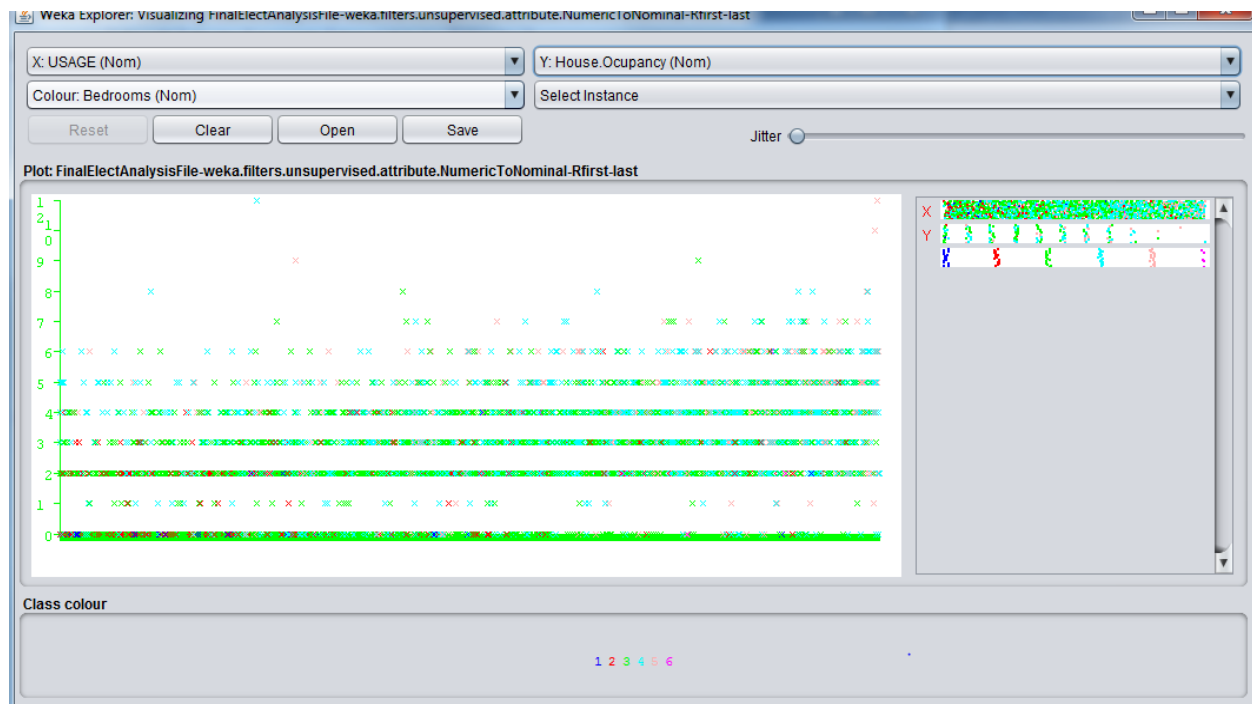 Weka Explorer: Visualizing FinalElectAnalysisFile-weka.filters.unsupervised.attribute.NumericToNominal-Rfirst-last
X: USAGE (Nom)
Y: House.Ocupancy (Nom)
Colour: Bedrooms (Nom)
Select Instance
Reset
Clear
Open
Save
Jitter
Plot: FinalElectAnalysisFile-weka.filters.unsupervised.attribute.NumericToNominal-Rfirst-last
1
2
1
0
9
8
7
6
5
4
3
2
1
0
X
Y
Class colour
1 2 3 4 5 6